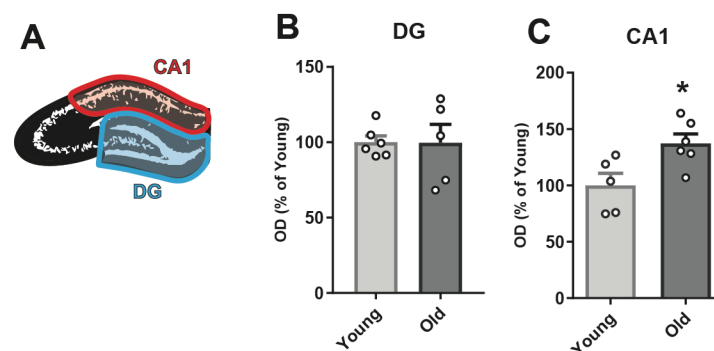 A
CA1
DG
B
DG
OD (% of Young)
150
100
50
0
Young
Old
C
CA1
*
OD (% of Young)
200
150
100
50
0
Young
Old